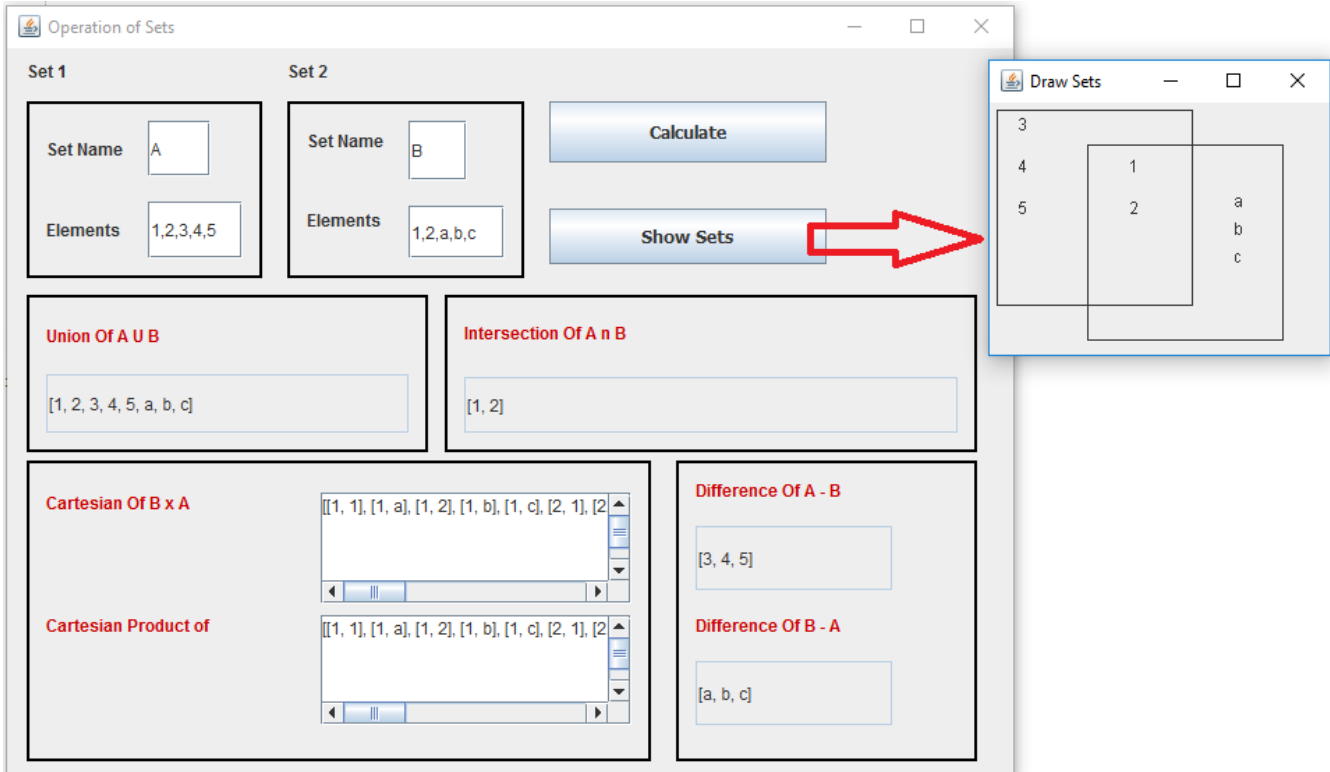 Operation of Sets
Set 1
Set 2
Set Name
A
Elements
1,2,3,4,5
Set Name
B
Elements
1,2,a,b,c
Calculate
Show Sets
Draw Sets
3
4
5
1
2
a
b
c
Union Of A U B
[1, 2, 3, 4, 5, a, b, c]
Intersection Of A n B
[1, 2]
Cartesian Of B x A
[[1, 1], [1, a], [1, 2], [1, b], [1, c], [2, 1], [2
Cartesian Product of
[[1, 1], [1, a], [1, 2], [1, b], [1, c], [2, 1], [2
Difference Of A - B
[3, 4, 5]
Difference Of B - A
[a, b, c]